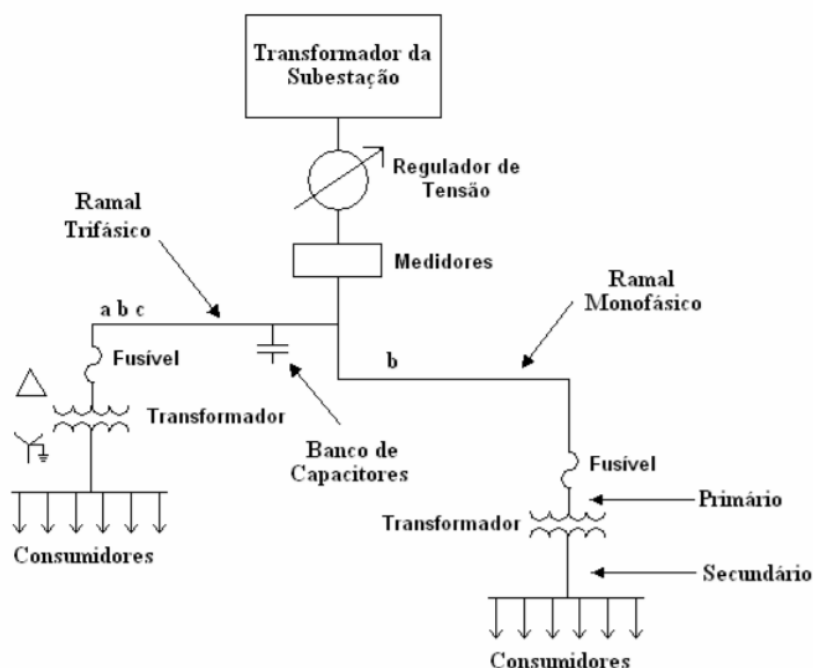 Transformador da
Subestação
Regulador de
Tensão
Ramal
Trifásico
Medidores
Ramal
Monofásico
a b c
b
Fusível
Transformador
Banco de
Capacitores
Fusível
Primário
Transformador
Consumidores
Secundário
Consumidores